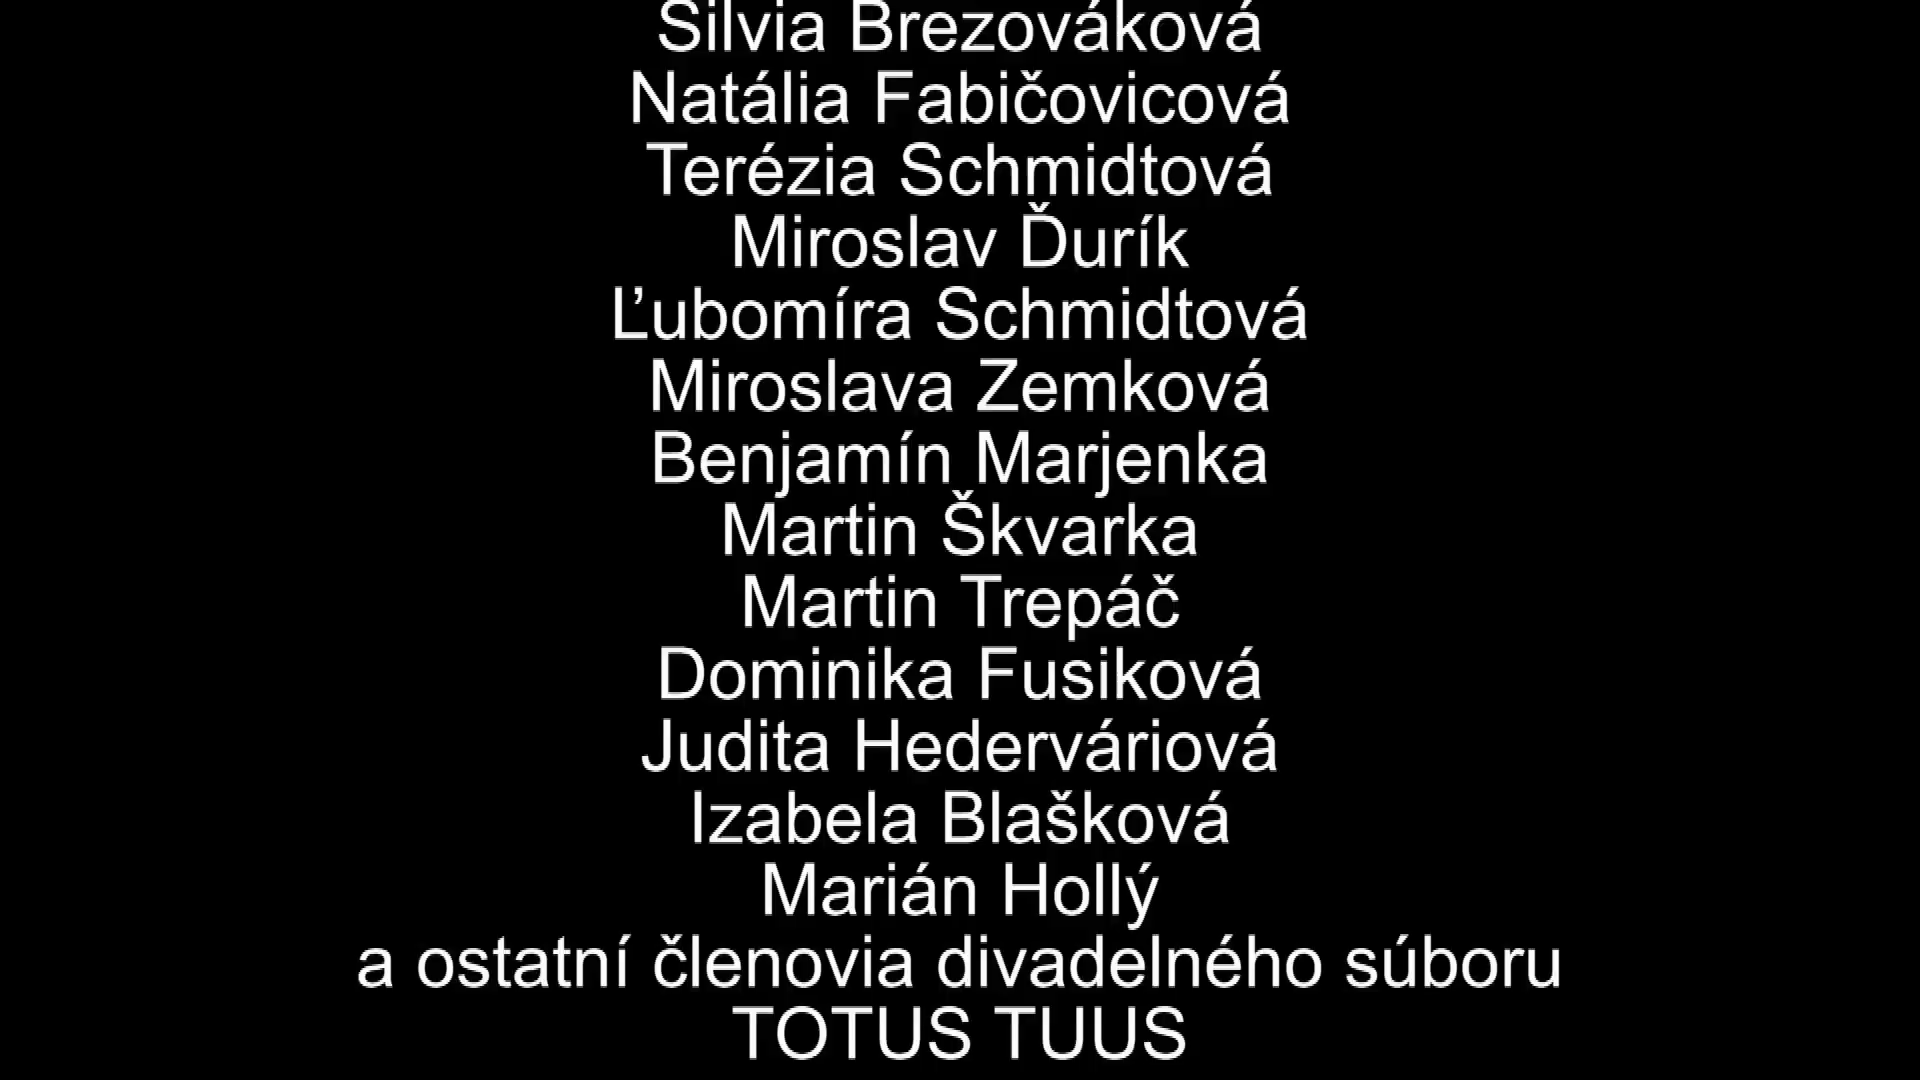 Silvia Brezováková
Natália Fabičovicová
Terézia Schmidtová
Miroslav Ďurík
Ľubomíra Schmidtová
Miroslava Zemková
Benjamín Marjenka
Martin Škvarka
Martin Trepáč
Dominika Fusiková
Judita Hederváriová
Izabela Blašková
Marián Hollý
a ostatní členovia divadelného súboru
TOTUS TUUS